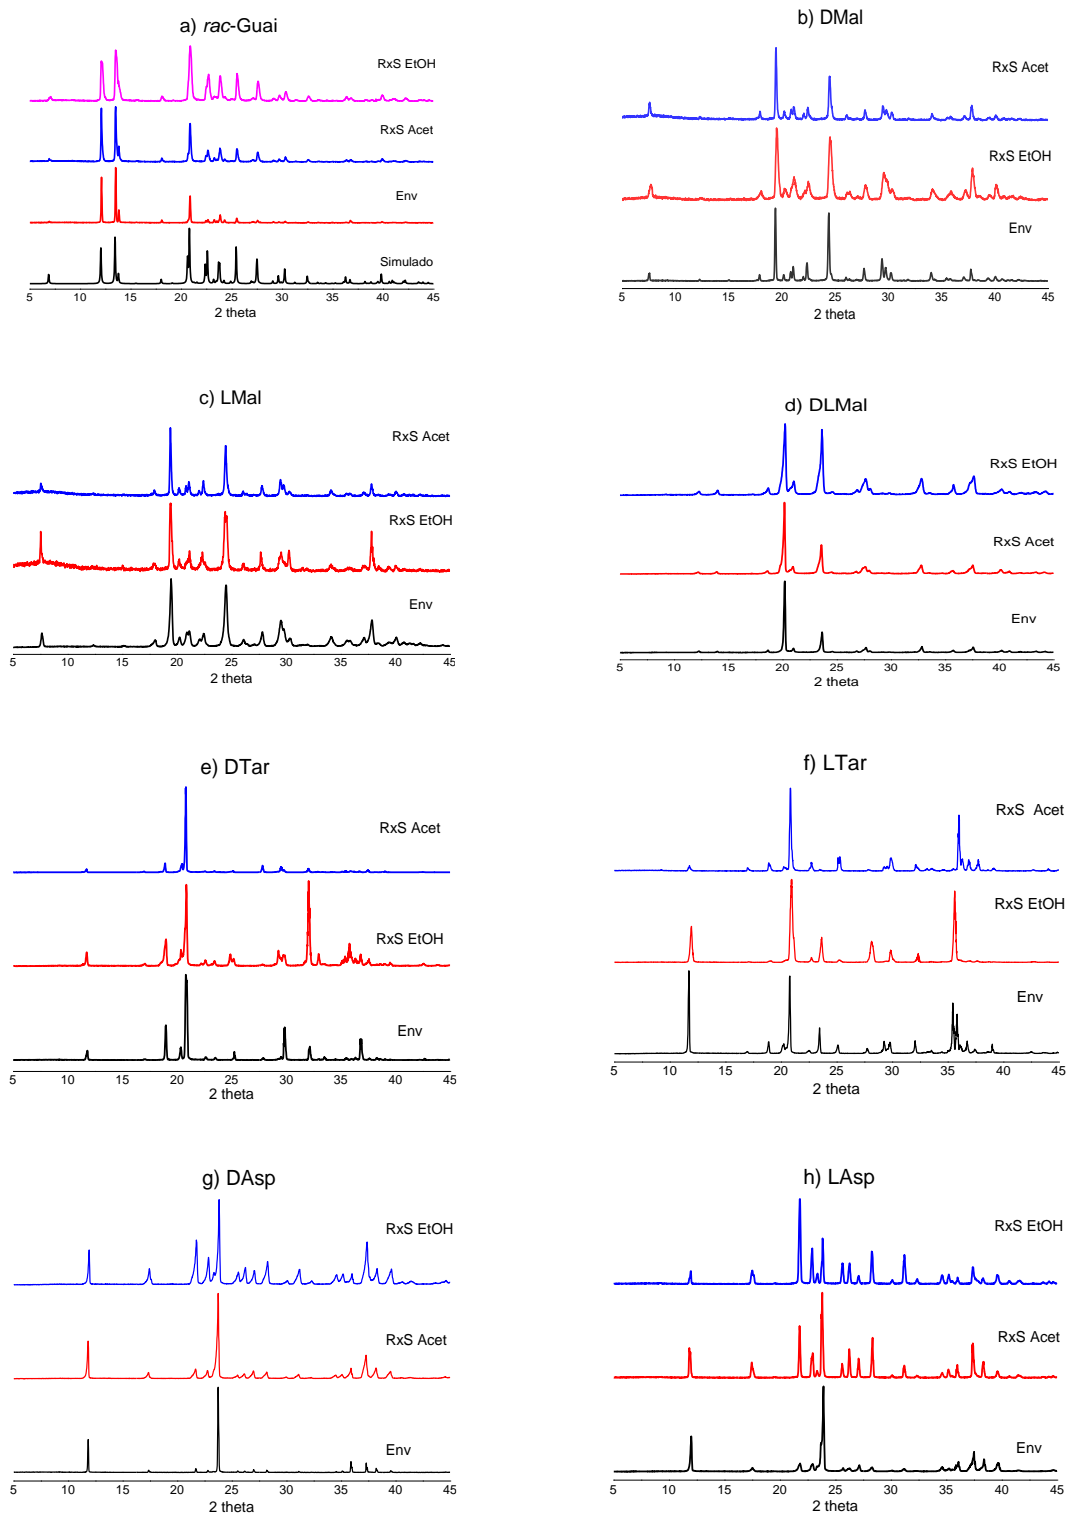 a) rac-Guai
RxS EtOH
RxS Acet
Env
Simulado
5 10 15 20 25 30 35 40 45
2 theta
b) DMal
RxS Acet
RxS EtOH
Env
5 10 15 20 25 30 35 40 45
2 theta
c) LMal
RxS Acet
RxS EtOH
Env
5 10 15 20 25 30 35 40 45
2 theta
d) DLMal
RxS EtOH
RxS Acet
Env
5 10 15 20 25 30 35 40 45
2 theta
e) DTar
RxS Acet
RxS EtOH
Env
5 10 15 20 25 30 35 40 45
2 theta
f) LTar
RxS Acet
RxS EtOH
Env
5 10 15 20 25 30 35 40 45
2 theta
g) DAsp
RxS EtOH
RxS Acet
Env
5 10 15 20 25 30 35 40 45
2 theta
h) LAsp
RxS EtOH
RxS Acet
Env
5 10 15 20 25 30 35 40 45
2 theta